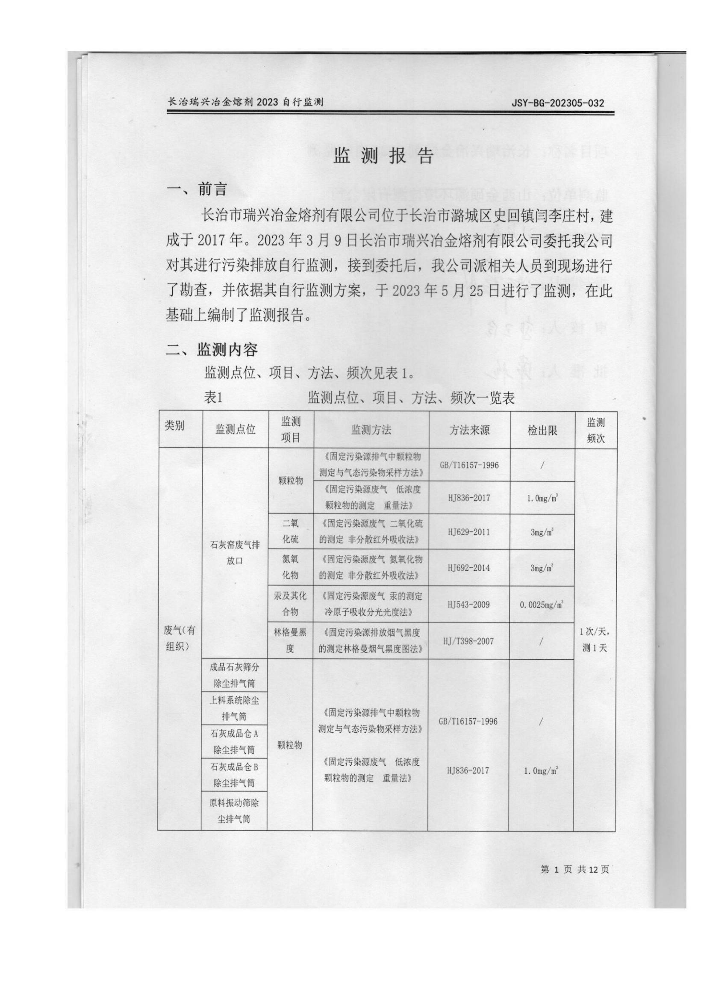 长治瑞兴冶金熔剂 2023 自行监测
JSY-BG-202305-032
监 测 报 告
一、前言
长治市瑞兴冶金熔剂有限公司位于长治市潞城区史回镇闫李庄村，建
成于 2017 年。2023 年 3 月 9 日长治市瑞兴冶金熔剂有限公司委托我公司
对其进行污染排放自行监测，接到委托后，我公司派相关人员到现场进行
了勘查，并依据其自行监测方案，于 2023 年 5 月 25 日进行了监测，在此
基础上编制了监测报告。
二、监测内容
监测点位、项目、方法、频次见表 1。
表1 监测点位、项目、方法、频次一览表
类别
监测点位
监测
项目
监测方法
方法来源
检出限
监测
频次
废气(有
组织)
石灰窑废气排
放口
颗粒物
《固定污染源排气中颗粒物
测定与气态污染物采样方法》
GB/T16157-1996
/
《固定污染源废气 低浓度
颗粒物的测定 重量法》
HJ836-2017
1.0mg/m³
二氧
化硫
《固定污染源废气 二氧化硫
的测定 非分散红外吸收法》
HJ629-2011
3mg/m³
氮氧
化物
《固定污染源废气 氮氧化物
的测定 非分散红外吸收法》
HJ692-2014
3mg/m³
汞及其化
合物
《固定污染源废气 汞的测定
冷原子吸收分光光度法》
HJ543-2009
0.0025mg/m³
林格曼黑
度
《固定污染源排放烟气黑度
的测定林格曼烟气黑度图法》
HJ/T398-2007
/
1 次/天，
测 1 天
成品石灰筛分
除尘排气筒
上料系统除尘
排气筒
石灰成品仓 A
除尘排气筒
石灰成品仓 B
除尘排气筒
原料振动筛除
尘排气筒
颗粒物
《固定污染源排气中颗粒物
测定与气态污染物采样方法》
GB/T16157-1996
/
《固定污染源废气 低浓度
颗粒物的测定 重量法》
HJ836-2017
1.0mg/m³
第 1 页 共 12 页